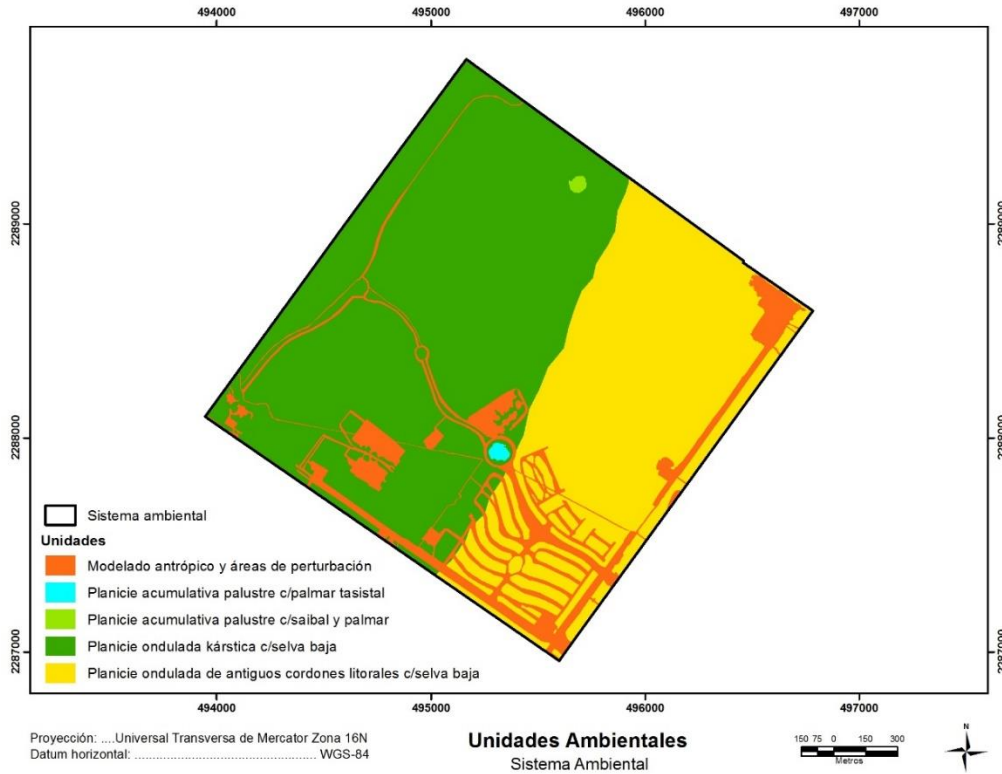 494000 495000 496000 497000
2289000 2289000
2288000 2288000
2287000 2287000
Sistema ambiental
Unidades
Modelado antrópico y áreas de perturbación
Planicie acumulativa palustre c/palmar tasistal
Planicie acumulativa palustre c/saibal y palmar
Planicie ondulada kárstica c/selva baja
Planicie ondulada de antiguos cordones litorales c/selva baja
494000 495000 496000 497000
Proyección: ....Universal Transversa de Mercator Zona 16N
Datum horizontal: .................................................. WGS-84
Unidades Ambientales
Sistema Ambiental
150 75 0 150 300
Metros
N